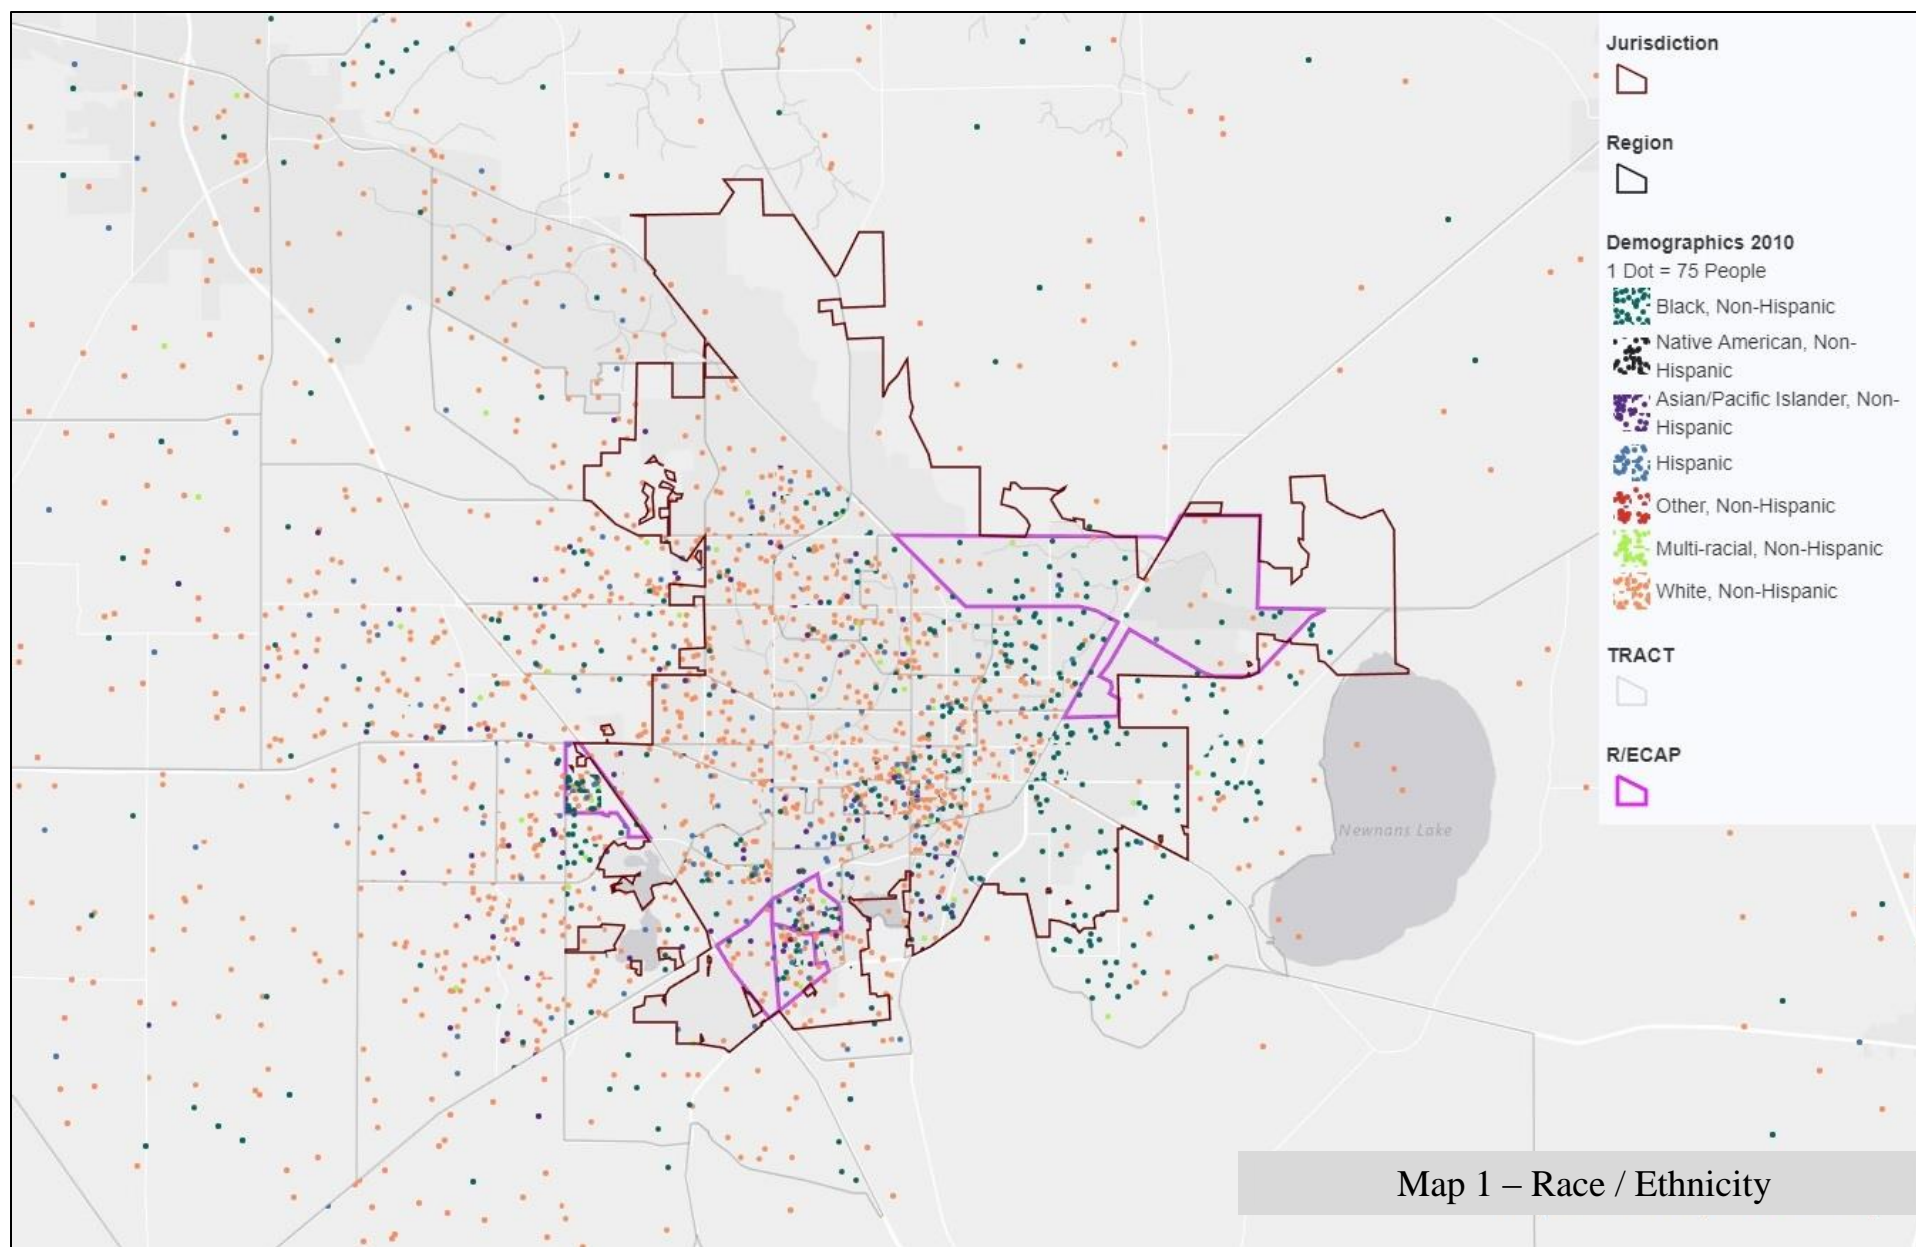 Jurisdiction
Region
Demographics 2010
1 Dot = 75 People
Black, Non-Hispanic
Native American, Non-
Hispanic
Asian/Pacific Islander, Non-
Hispanic
Hispanic
Other, Non-Hispanic
Multi-racial, Non-Hispanic
White, Non-Hispanic
TRACT
R/ECAP
Newnans Lake
Map 1 – Race / Ethnicity